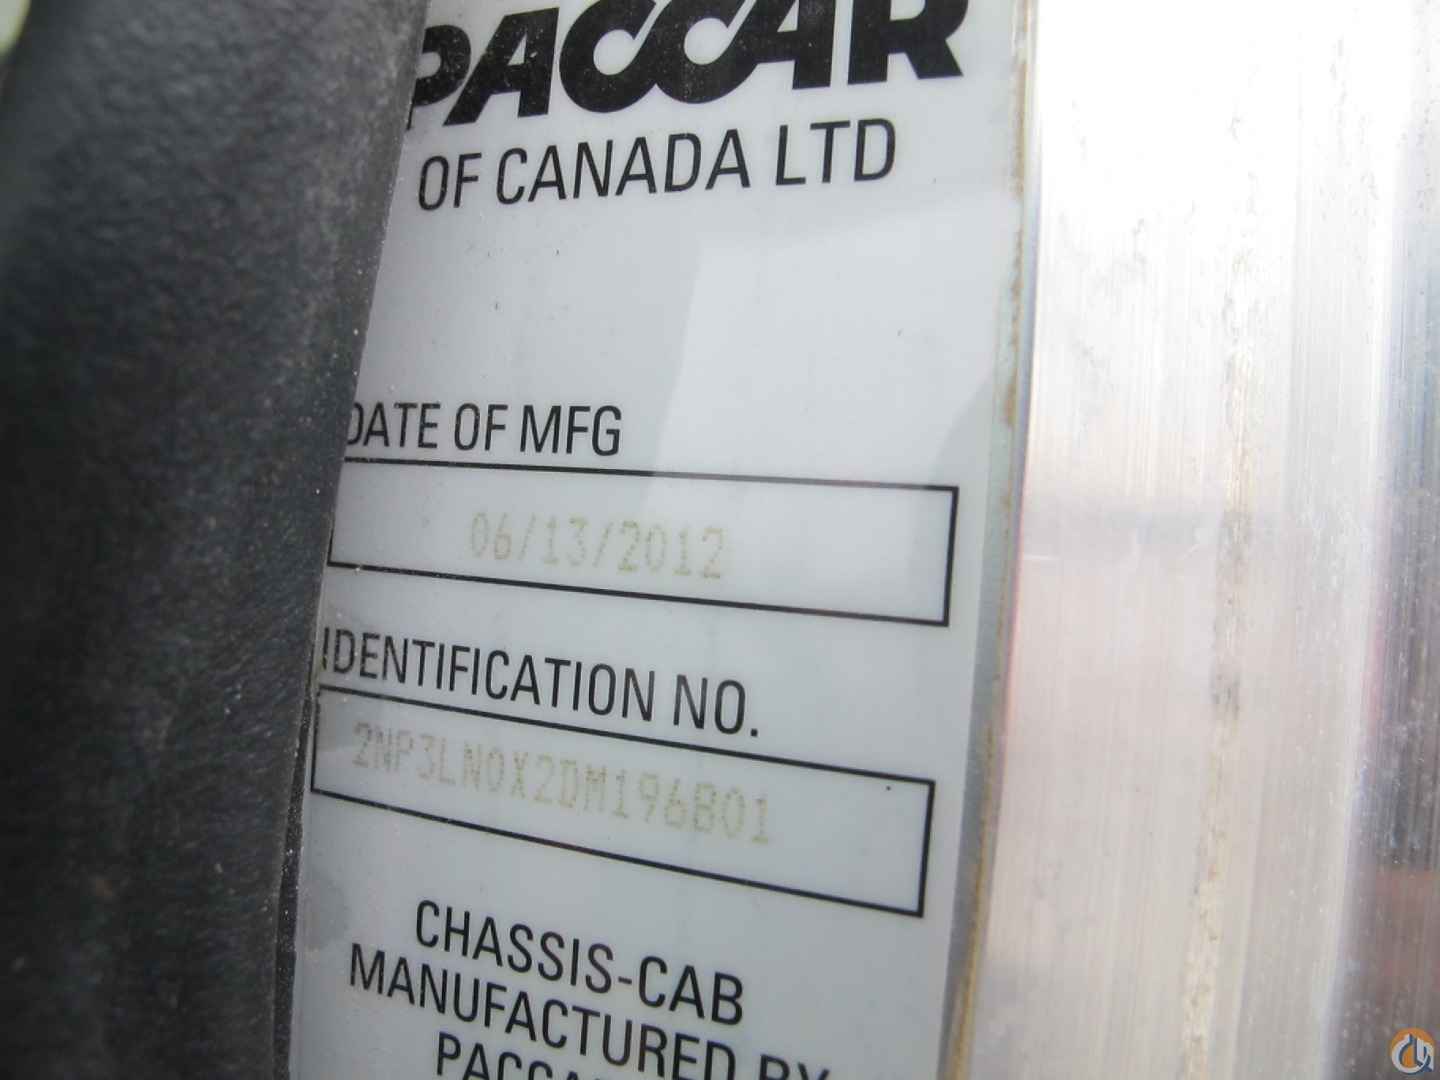 PACCAR
OF CANADA LTD
DATE OF MFG
06/13/2012
IDENTIFICATION NO.
2NP3LN0X2DM196801
CHASSIS-CAB
MANUFACTURED BY